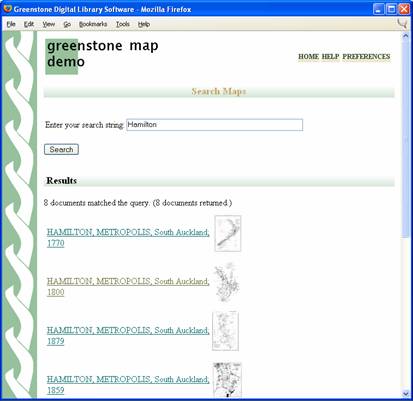 Greenstone Digital Library Software - Mozilla Firefox
File Edit View Go Bookmarks Tools Help
greenstone map
demo
HOME HELP PREFERENCES
Search Maps
Enter your search string: Hamilton
Search
Results
8 documents matched the query. (8 documents returned.)
HAMILTON, METROPOLIS, South Auckland,
1770
HAMILTON, METROPOLIS, South Auckland,
1800
HAMILTON, METROPOLIS, South Auckland,
1879
HAMILTON, METROPOLIS, South Auckland,
1859